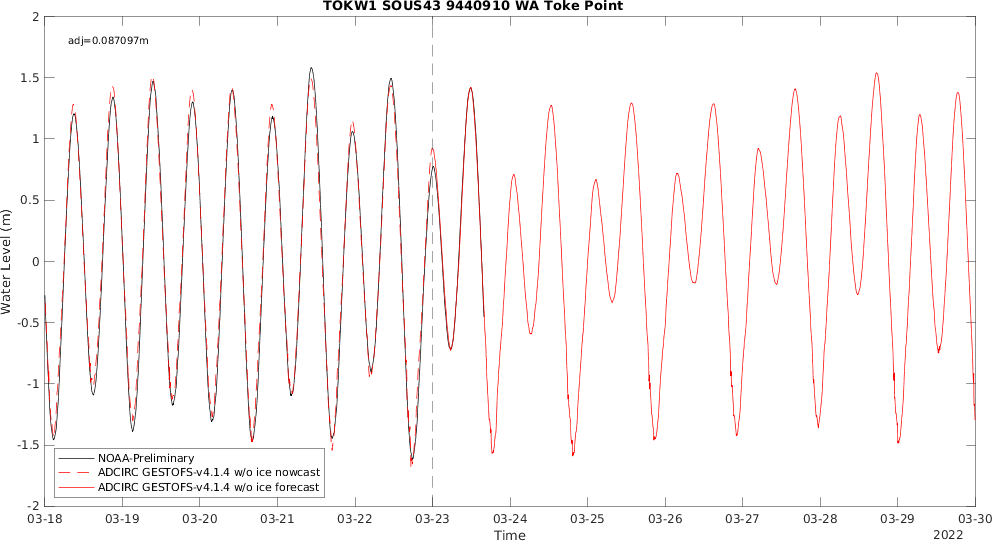 TOKW1 SOUS43 9440910 WA Toke Point
adj=0.087097m
Water Level (m)
2
1.5
1
0.5
0
-0.5
-1
-1.5
-2
NOAA-Preliminary
ADCIRC GESTOFS-v4.1.4 w/o ice nowcast
ADCIRC GESTOFS-v4.1.4 w/o ice forecast
03-18 03-19 03-20 03-21 03-22 03-23 03-24 03-25 03-26 03-27 03-28 03-29 03-30
Time
2022